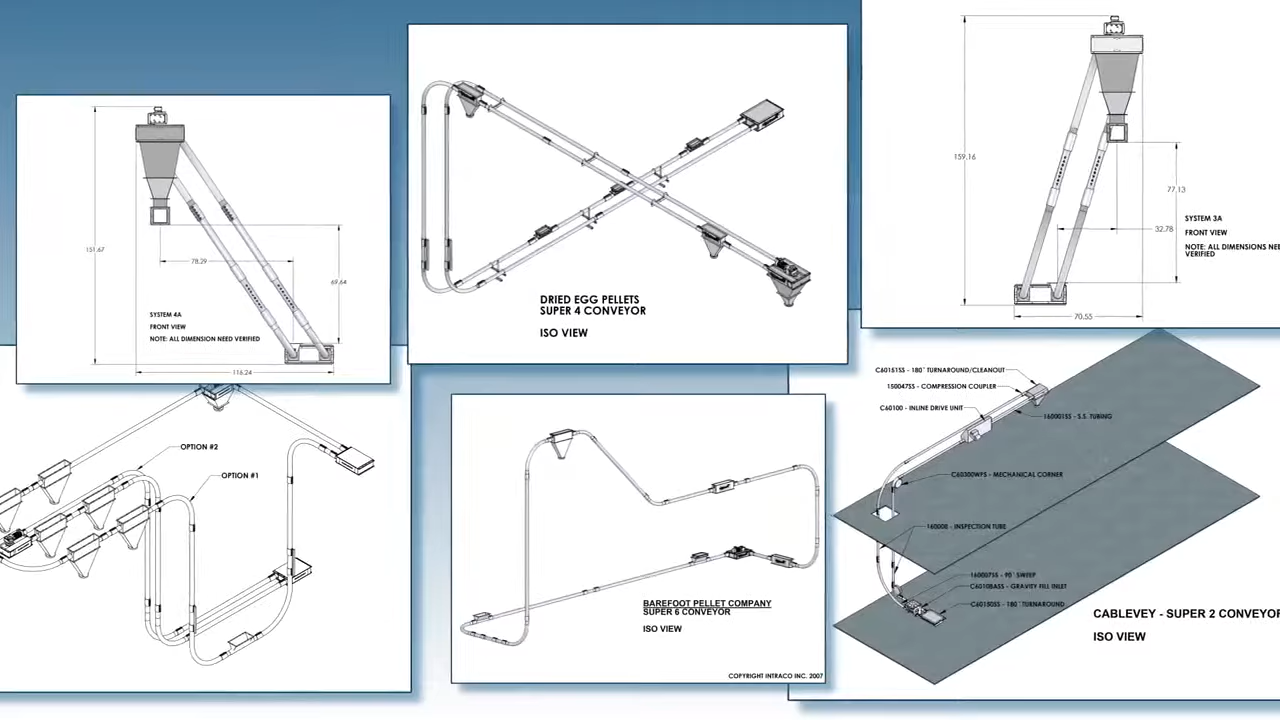 151.67
78.29
69.64
SYSTEM 4A
FRONT VIEW
NOTE: ALL DIMENSION NEED VERIFIED
116.24
DRIED EGG PELLETS
SUPER 4 CONVEYOR
ISO VIEW
159.16
77.13
32.78
SYSTEM 3A
FRONT VIEW
NOTE: ALL DIMENSIONS NEE
VERIFIED
70.55
OPTION #2
OPTION #1
BAREFOOT PELLET COMPANY
SUPER 6 CONVEYOR
ISO VIEW
COPYRIGHT INTRACO INC. 2007
C60151SS - 180° TURNAROUND/CLEANOUT
150047SS - COMPRESSION COUPLER
C60100 - INLINE DRIVE UNIT
160001SS - S.S. TUBING
C60300WPS - MECHANICAL CORNER
160008 - INSPECTION TUBE
160007SS - 90° SWEEP
C60108ASS - GRAVITY FILL INLET
C60150SS - 180° TURNAROUND
CABLEVEY - SUPER 2 CONVEYOR
ISO VIEW